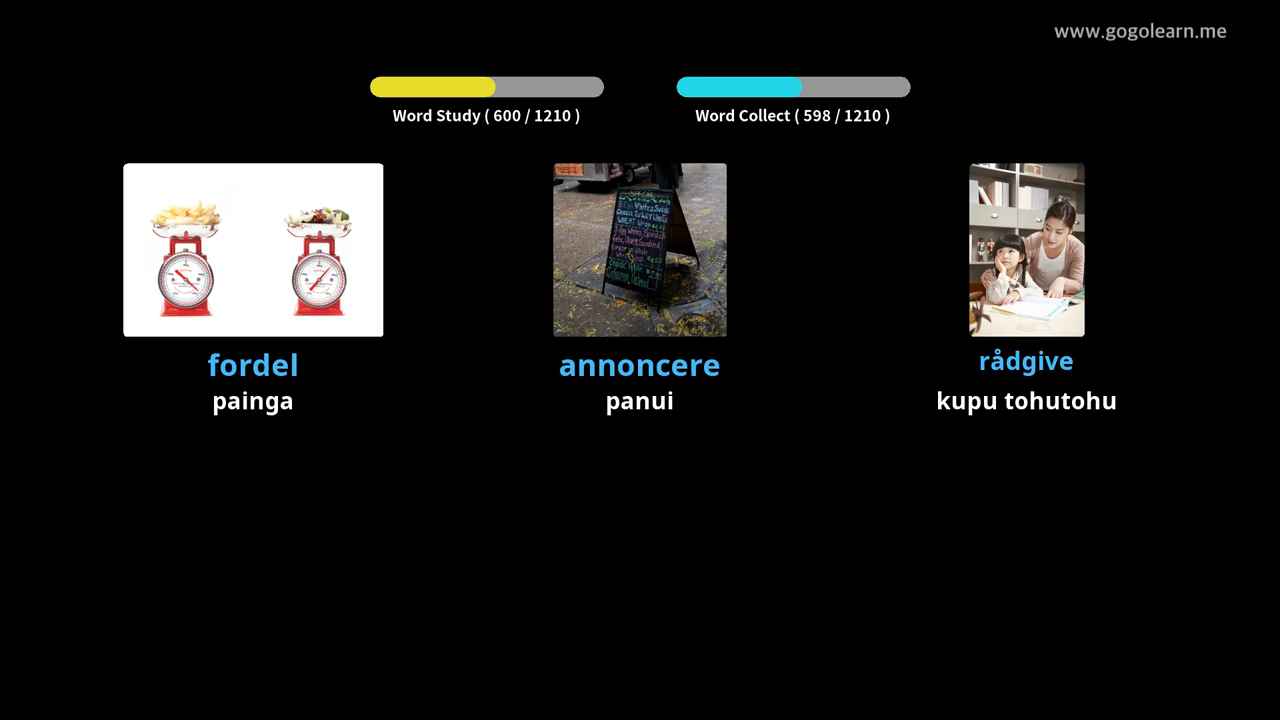 www.gogolearn.me
Word Study ( 600 / 1210 )
Word Collect ( 598 / 1210 )
fordel
annoncere
rådgive
painga
panui
kupu tohutohu